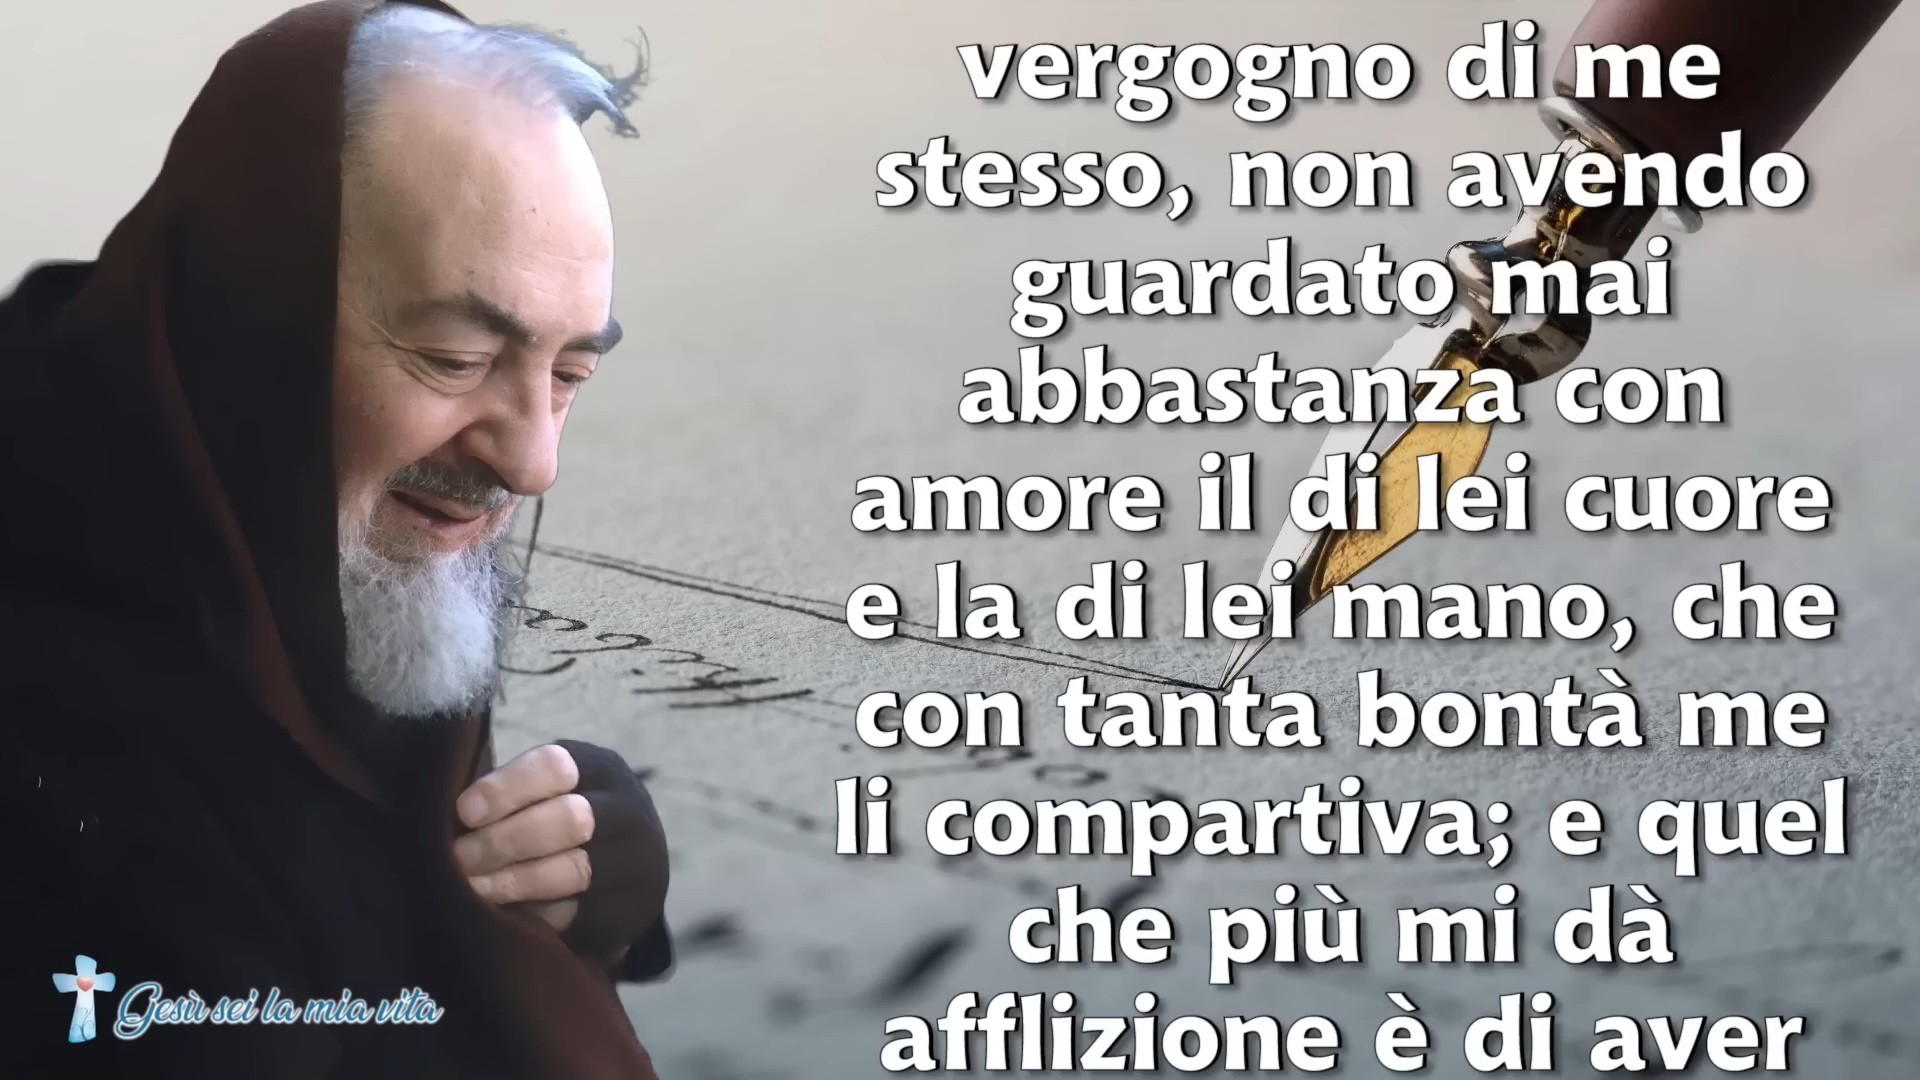 vergogno di me
stesso, non avendo
guardato mai
abbastanza con
amore il di lei cuore
e la di lei mano, che
con tanta bontà me
li compartiva; e quel
che più mi dà
afflizione è di aver
Gesù sei la mia vita